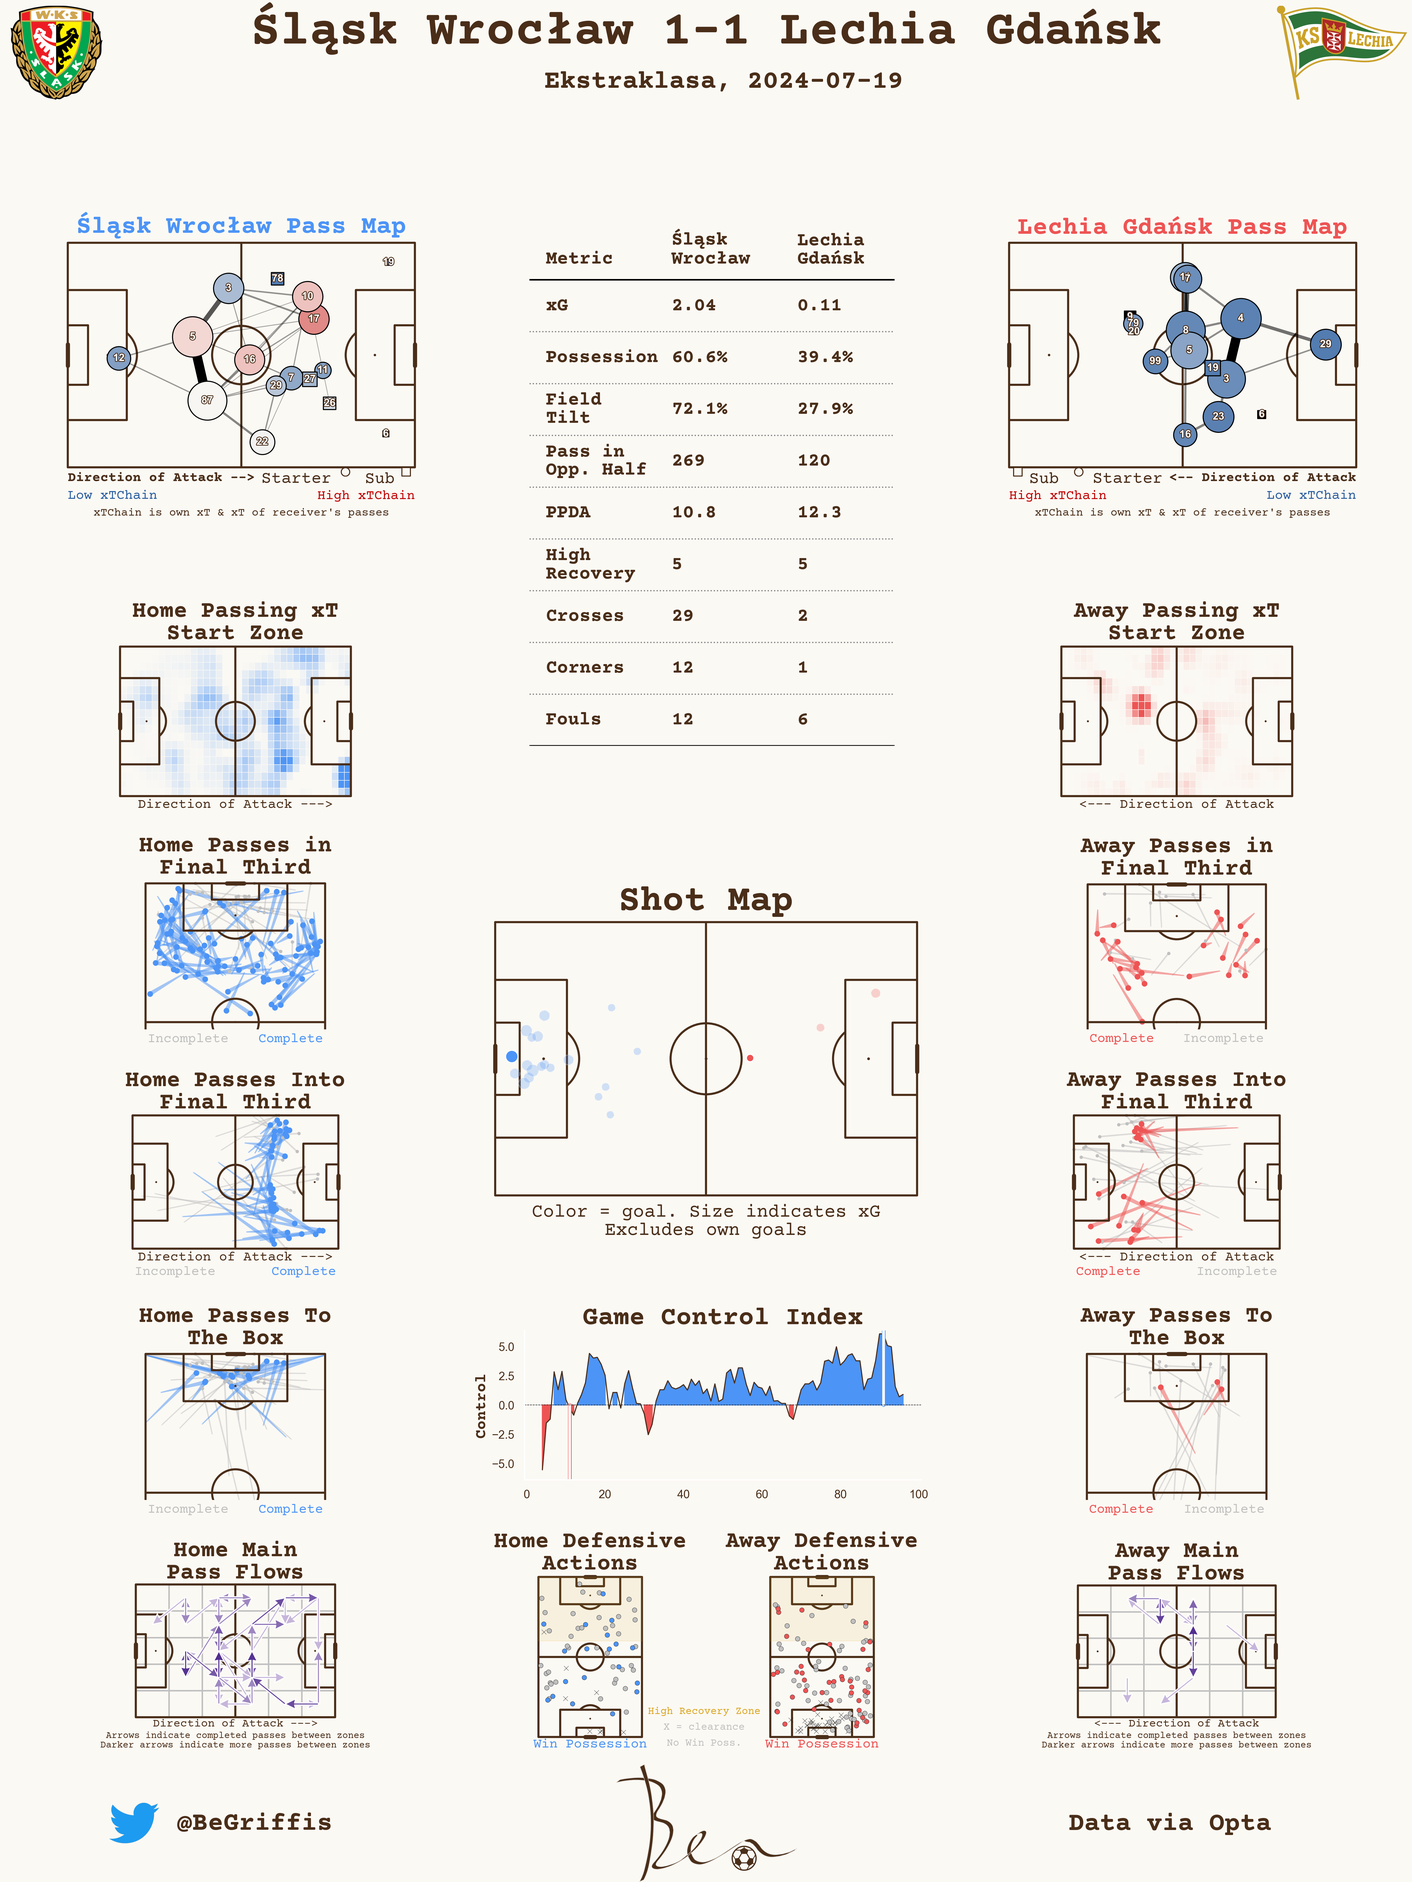 Śląsk Wrocław 1-1 Lechia Gdańsk
Ekstraklasa, 2024-07-19
W·K·S
ŚLĄSK
KS LECHIA
Śląsk Wrocław Pass Map
19
78
3
10
17
5
16
12
11
7
27
29
87
26
22
6
Direction of Attack --> Starter Sub
Low xTChain High xTChain
xTChain is own xT & xT of receiver's passes
Metric Śląsk Wrocław Lechia Gdańsk
xG 2.04 0.11
Possession 60.6% 39.4%
Field Tilt 72.1% 27.9%
Pass in Opp. Half 269 120
PPDA 10.8 12.3
High Recovery 5 5
Crosses 29 2
Corners 12 1
Fouls 12 6
Lechia Gdańsk Pass Map
17
9
79
20
8
4
5
29
99
19
3
23
6
16
Sub Starter <-- Direction of Attack
High xTChain Low xTChain
xTChain is own xT & xT of receiver's passes
Home Passing xT
Start Zone
Direction of Attack --->
Away Passing xT
Start Zone
<--- Direction of Attack
Home Passes in
Final Third
Incomplete Complete
Away Passes in
Final Third
Complete Incomplete
Shot Map
Color = goal. Size indicates xG
Excludes own goals
Home Passes Into
Final Third
Direction of Attack --->
Incomplete Complete
Away Passes Into
Final Third
<--- Direction of Attack
Complete Incomplete
Home Passes To
The Box
Incomplete Complete
Game Control Index
Control
5.0
2.5
0.0
−2.5
−5.0
0 20 40 60 80 100
Away Passes To
The Box
Complete Incomplete
Home Main
Pass Flows
Direction of Attack --->
Arrows indicate completed passes between zones
Darker arrows indicate more passes between zones
Home Defensive
Actions
Win Possession
High Recovery Zone
X = clearance
No Win Poss.
Away Defensive
Actions
Win Possession
Away Main
Pass Flows
<--- Direction of Attack
Arrows indicate completed passes between zones
Darker arrows indicate more passes between zones
@BeGriffis
Ben
Data via Opta